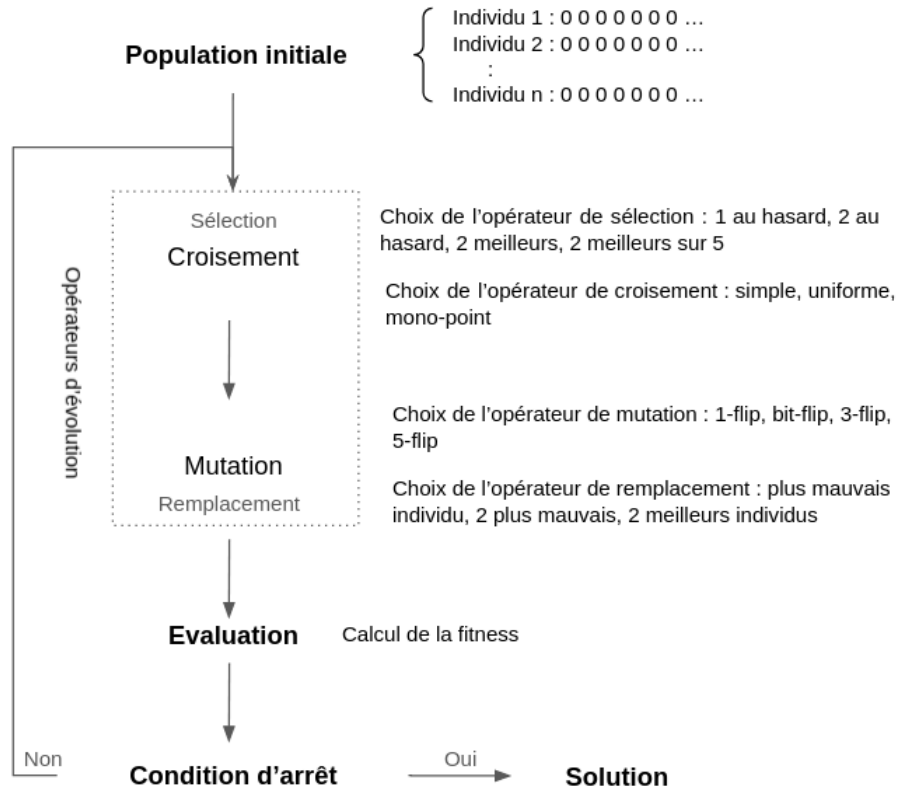 Population initiale
Individu 1 : 0 0 0 0 0 0 0 …
Individu 2 : 0 0 0 0 0 0 0 …
:
Individu n : 0 0 0 0 0 0 0 …
Opérateurs d’évolution
Sélection
Croisement
Choix de l’opérateur de sélection : 1 au hasard, 2 au
hasard, 2 meilleurs, 2 meilleurs sur 5
Choix de l’opérateur de croisement : simple, uniforme,
mono-point
Mutation
Remplacement
Choix de l’opérateur de mutation : 1-flip, bit-flip, 3-flip,
5-flip
Choix de l’opérateur de remplacement : plus mauvais
individu, 2 plus mauvais, 2 meilleurs individus
Evaluation
Calcul de la fitness
Non
Condition d’arrêt
Oui
Solution